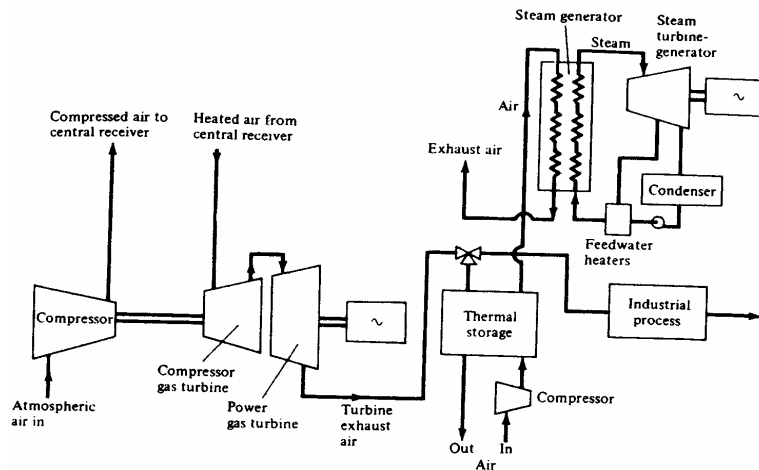 Steam generator
Steam
Steam
turbine-
generator
~
Air
Compressed air to
central receiver
Heated air from
central receiver
Exhaust air
Condenser
Feedwater
heaters
Compressor
~
Thermal
storage
Industrial
process
Compressor
gas turbine
Power
gas turbine
Turbine
exhaust
air
Compressor
Atmospheric
air in
Out
In
Air